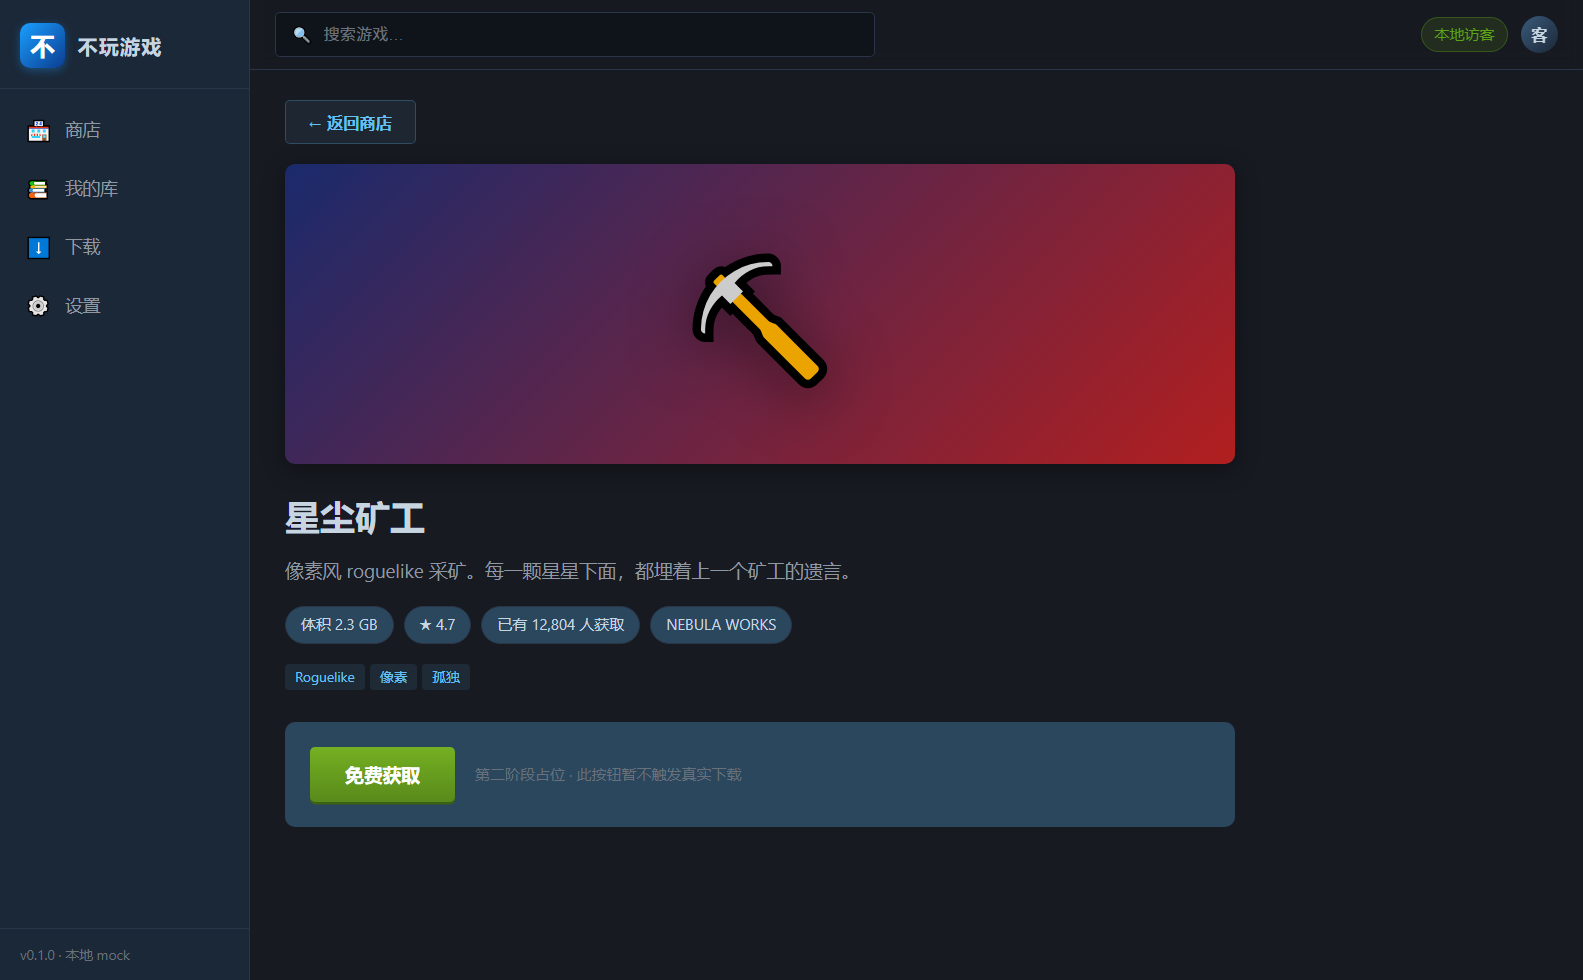 不 不玩游戏
搜索游戏...
本地访客 客
商店
我的库
下载
设置
← 返回商店
星尘矿工
像素风 roguelike 采矿。每一颗星星下面，都埋着上一个矿工的遗言。
体积 2.3 GB ★ 4.7 已有 12,804 人获取 NEBULA WORKS
Roguelike 像素 孤独
免费获取 第二阶段占位 · 此按钮暂不触发真实下载
v0.1.0 · 本地 mock